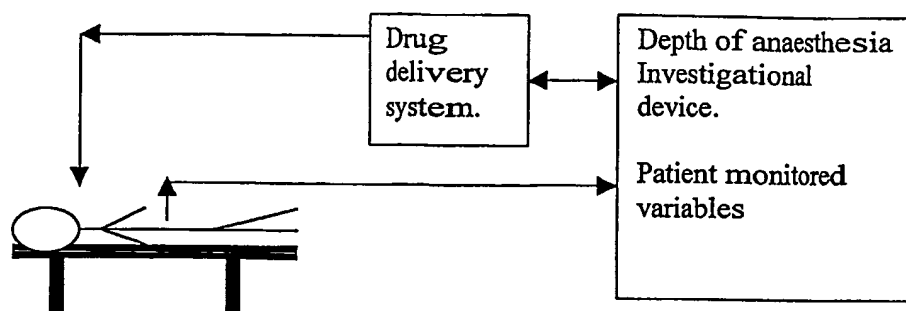 Drug
delivery
system.
Depth of anaesthesia
Investigational
device.
Patient monitored
variables